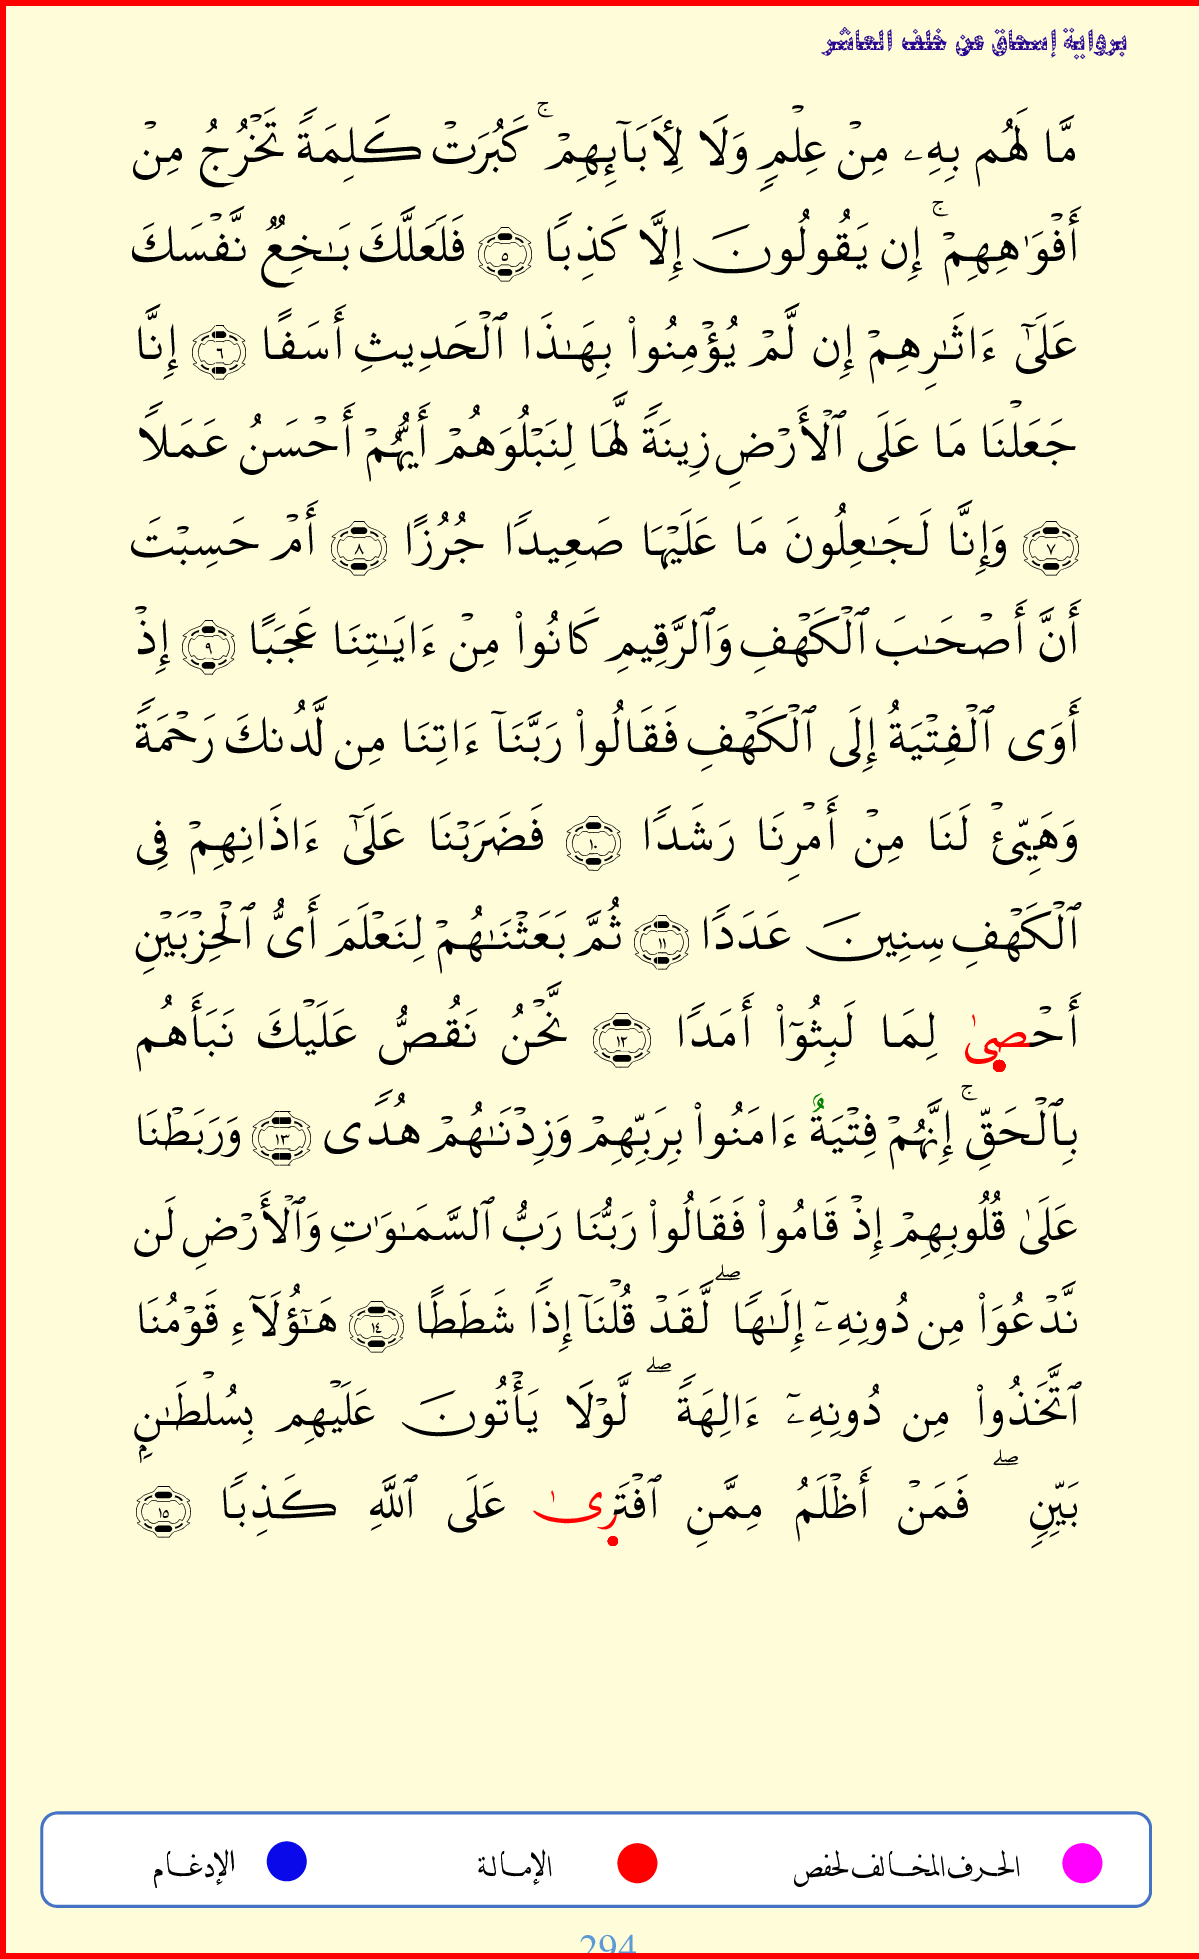 برواية إسحاق عن خلف العاشر
مَّا لَهُم بِهِۦ مِنۡ عِلۡمٖ وَلَا لِأٓبَآئِهِمۡۚ كَبُرَتۡ كَلِمَةٗ تَخۡرُجُ مِنۡ
أَفۡوَٰهِهِمۡۚ إِن يَقُولُونَ إِلَّا كَذِبٗا ٥ فَلَعَلَّكَ بَٰخِعٞ نَّفۡسَكَ
عَلَىٰٓ ءَاثَٰرِهِمۡ إِن لَّمۡ يُؤۡمِنُواْ بِهَٰذَا ٱلۡحَدِيثِ أَسَفًا ٦ إِنَّا
جَعَلۡنَا مَا عَلَى ٱلۡأَرۡضِ زِينَةٗ لَّهَا لِنَبۡلُوَهُمۡ أَيُّهُمۡ أَحۡسَنُ عَمَلٗا
٧ وَإِنَّا لَجَٰعِلُونَ مَا عَلَيۡهَا صَعِيدٗا جُرُزًا ٨ أَمۡ حَسِبۡتَ
أَنَّ أَصۡحَٰبَ ٱلۡكَهۡفِ وَٱلرَّقِيمِ كَانُواْ مِنۡ ءَايَٰتِنَا عَجَبًا ٩ إِذۡ
أَوَى ٱلۡفِتۡيَةُ إِلَى ٱلۡكَهۡفِ فَقَالُواْ رَبَّنَآ ءَاتِنَا مِن لَّدُنكَ رَحۡمَةٗ
وَهَيِّئۡ لَنَا مِنۡ أَمۡرِنَا رَشَدٗا ١٠ فَضَرَبۡنَا عَلَىٰٓ ءَاذَانِهِمۡ فِي
ٱلۡكَهۡفِ سِنِينَ عَدَدٗا ١١ ثُمَّ بَعَثۡنَٰهُمۡ لِنَعۡلَمَ أَيُّ ٱلۡحِزۡبَيۡنِ
أَحۡصَىٰ لِمَا لَبِثُوٓاْ أَمَدٗا ١٢ نَّحۡنُ نَقُصُّ عَلَيۡكَ نَبَأَهُم
بِٱلۡحَقِّۚ إِنَّهُمۡ فِتۡيَةٌ ءَامَنُواْ بِرَبِّهِمۡ وَزِدۡنَٰهُمۡ هُدٗى ١٣ وَرَبَطۡنَا
عَلَىٰ قُلُوبِهِمۡ إِذۡ قَامُواْ فَقَالُواْ رَبُّنَا رَبُّ ٱلسَّمَٰوَٰتِ وَٱلۡأَرۡضِ لَن
نَّدۡعُوَاْ مِن دُونِهِۦٓ إِلَٰهٗاۖ لَّقَدۡ قُلۡنَآ إِذٗا شَطَطًا ١٤ هَٰٓؤُلَآءِ قَوۡمُنَا
ٱتَّخَذُواْ مِن دُونِهِۦٓ ءَالِهَةٗۖ لَّوۡلَا يَأۡتُونَ عَلَيۡهِم بِسُلۡطَٰنِۭ
بَيِّنٖۖ فَمَنۡ أَظۡلَمُ مِمَّنِ ٱفۡتَرَىٰ عَلَى ٱللَّهِ كَذِبٗا ١٥
الحرف المخالف لحفص الإمالة الإدغام
294